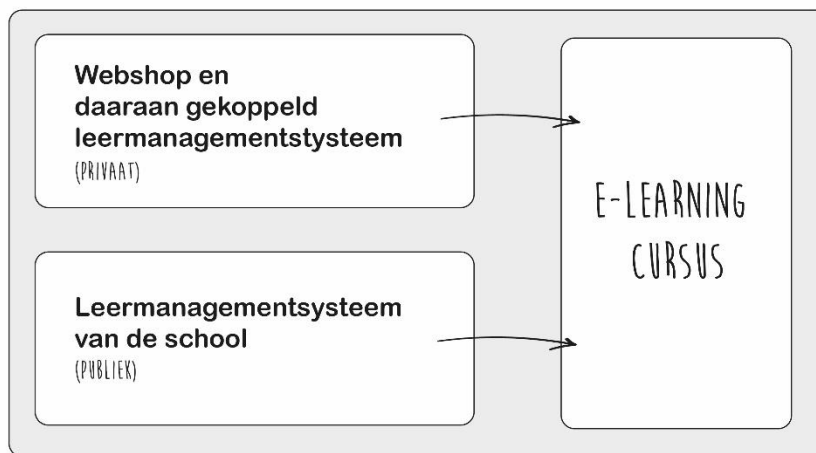 Webshop en
daaraan gekoppeld
leermanagementstysteem
(PRIVAAT)
Leermanagementsysteem
van de school
(PUBLIEK)
E-LEARNING
CURSUS